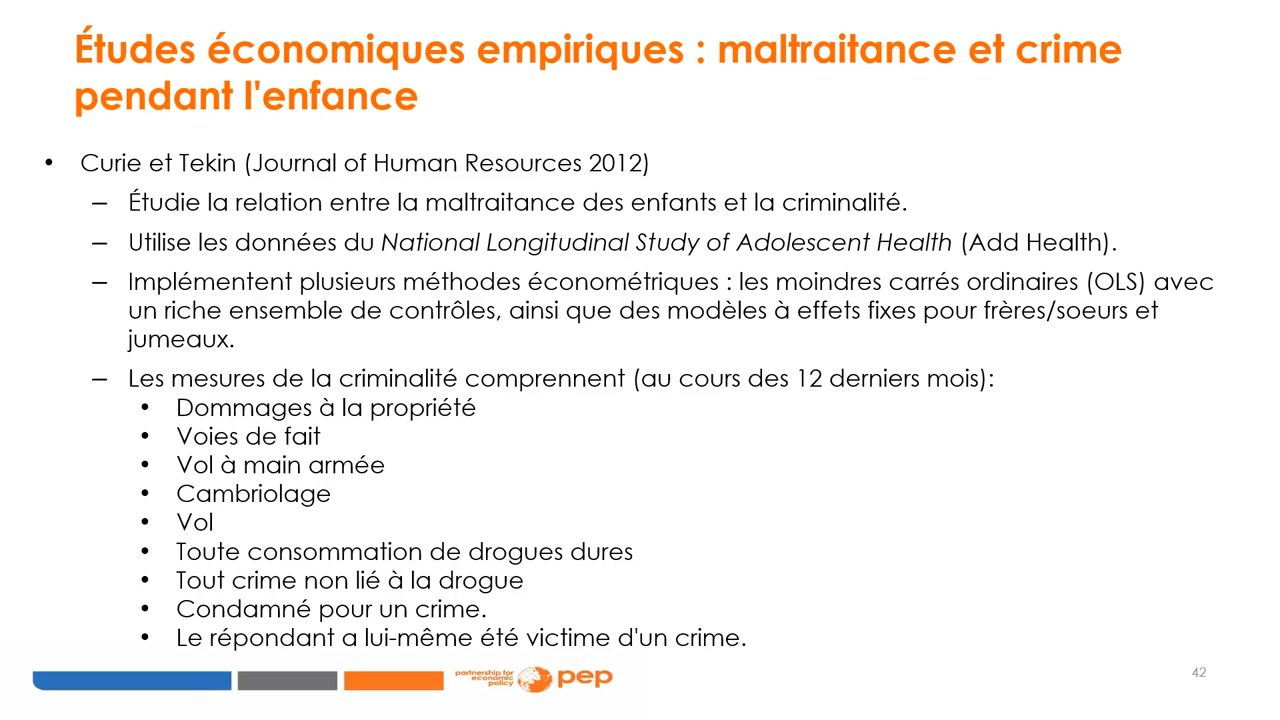 Études économiques empiriques : maltraitance et crime
pendant l'enfance
• Curie et Tekin (Journal of Human Resources 2012)
– Étudie la relation entre la maltraitance des enfants et la criminalité.
– Utilise les données du National Longitudinal Study of Adolescent Health (Add Health).
– Implémentent plusieurs méthodes économétriques : les moindres carrés ordinaires (OLS) avec
un riche ensemble de contrôles, ainsi que des modèles à effets fixes pour frères/soeurs et
jumeaux.
– Les mesures de la criminalité comprennent (au cours des 12 derniers mois):
• Dommages à la propriété
• Voies de fait
• Vol à main armée
• Cambriolage
• Vol
• Toute consommation de drogues dures
• Tout crime non lié à la drogue
• Condamné pour un crime.
• Le répondant a lui-même été victime d'un crime.
partnership for
economic
policy
pep
42